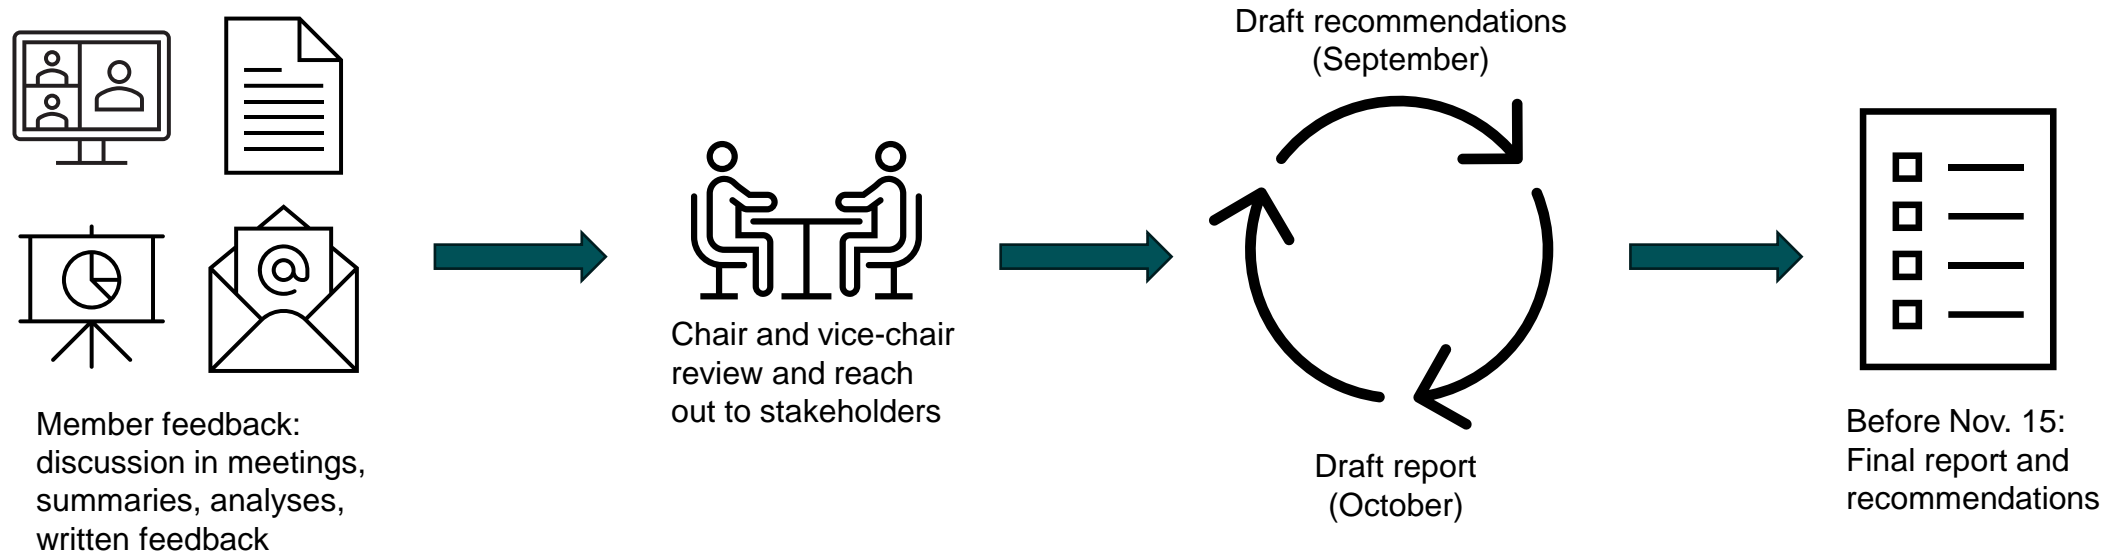 Member feedback:
discussion in meetings,
summaries, analyses,
written feedback
Chair and vice-chair
review and reach
out to stakeholders
Draft recommendations
(September)
Draft report
(October)
Before Nov. 15:
Final report and
recommendations